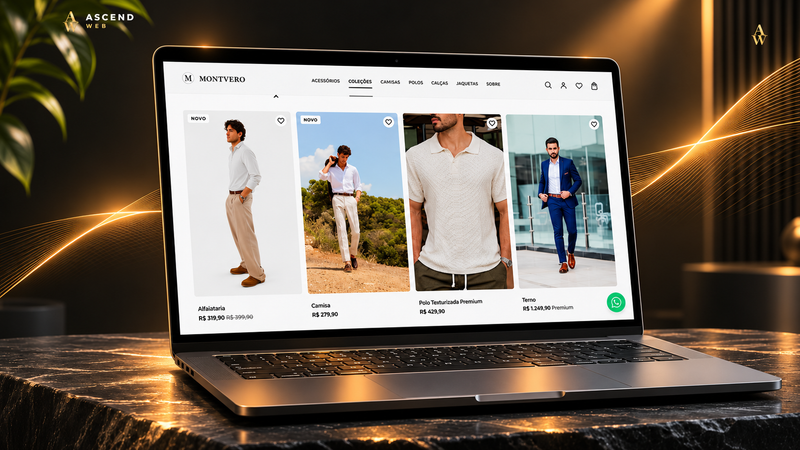 ASCEND
WEB
AW
M MONTVERO
ACESSÓRIOS COLEÇÕES CAMISAS POLOS CALÇAS JAQUETAS SOBRE
NOVO
NOVO
Alfaiataria
R$ 319,90 R$ 399,90
Camisa
R$ 279,90
Polo Texturizada Premium
R$ 429,90
Terno
R$ 1.249,90 Premium